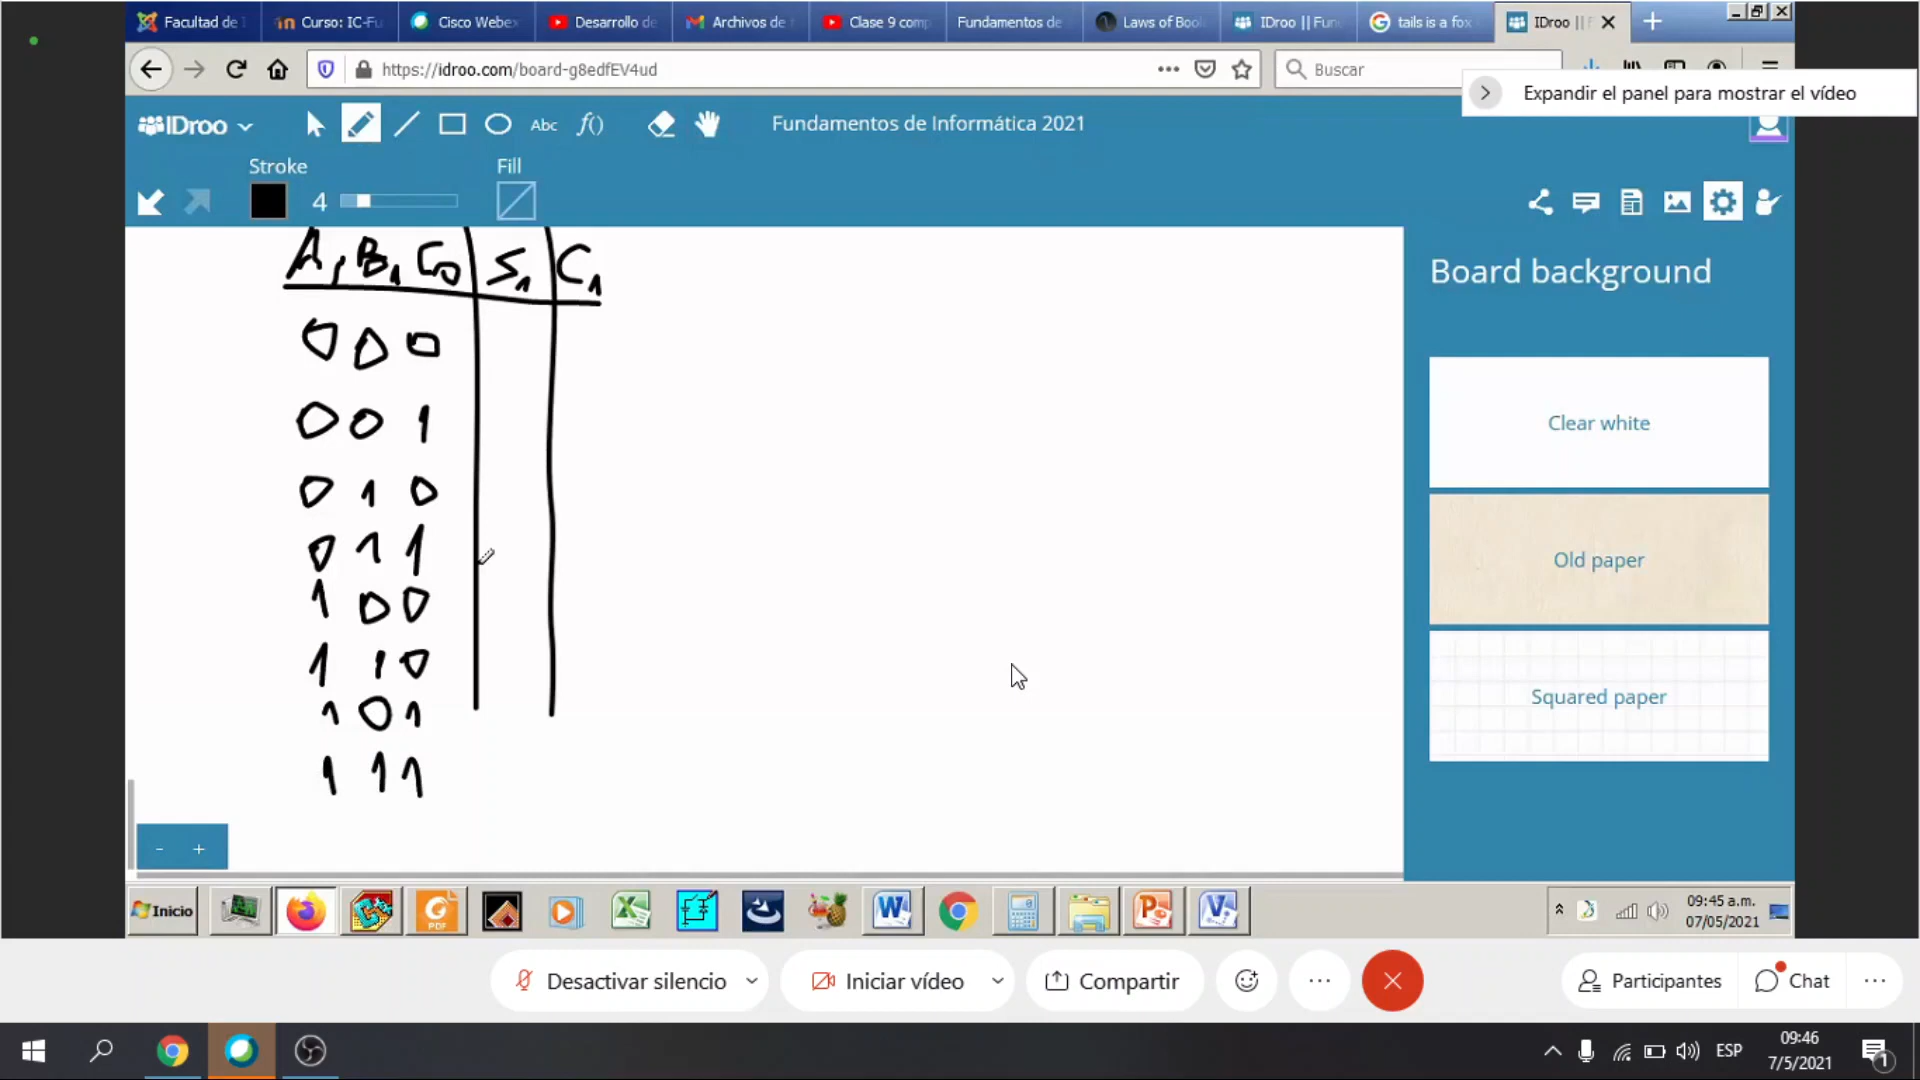 Facultad de
Curso: IC-Fu
Cisco Webex
Desarrollo de
Archivos de
Clase 9 comp
Fundamentos de
Laws of Boo
IDroo || Fun
tails is a fox
IDroo || F
https://idroo.com/board-g8edfEV4ud
Buscar
Expandir el panel para mostrar el vídeo
IDroo
Abc
f()
Fundamentos de Informática 2021
Stroke
Fill
4
A1 B1 C0 S1 C1
0 0 0
0 0 1
0 1 0
0 1 1
1 0 0
1 1 0
1 0 1
1 1 1
Board background
Clear white
Old paper
Squared paper
- +
Inicio
PDF
09:45 a.m.
07/05/2021
Desactivar silencio
Iniciar vídeo
Compartir
Participantes
Chat
ESP
09:46
7/5/2021
1